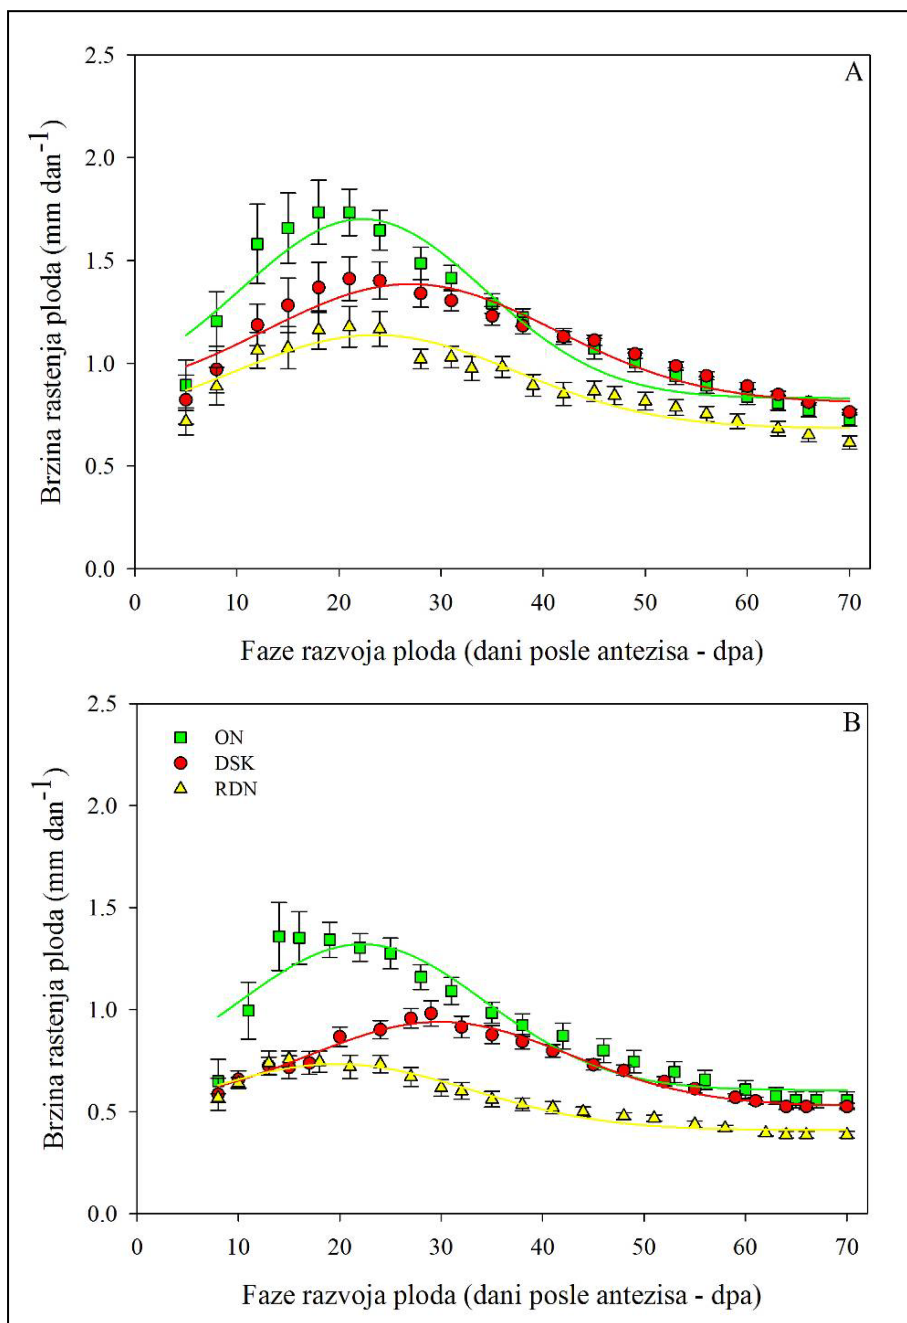 A
Brzina rastenja ploda (mm dan-1)
2.5
2.0
1.5
1.0
0.5
0.0
0 10 20 30 40 50 60 70
Faze razvoja ploda (dani posle antezisa - dpa)
B
Brzina rastenja ploda (mm dan-1)
2.5
2.0
1.5
1.0
0.5
0.0
ON
DSK
RDN
0 10 20 30 40 50 60 70
Faze razvoja ploda (dani posle antezisa - dpa)